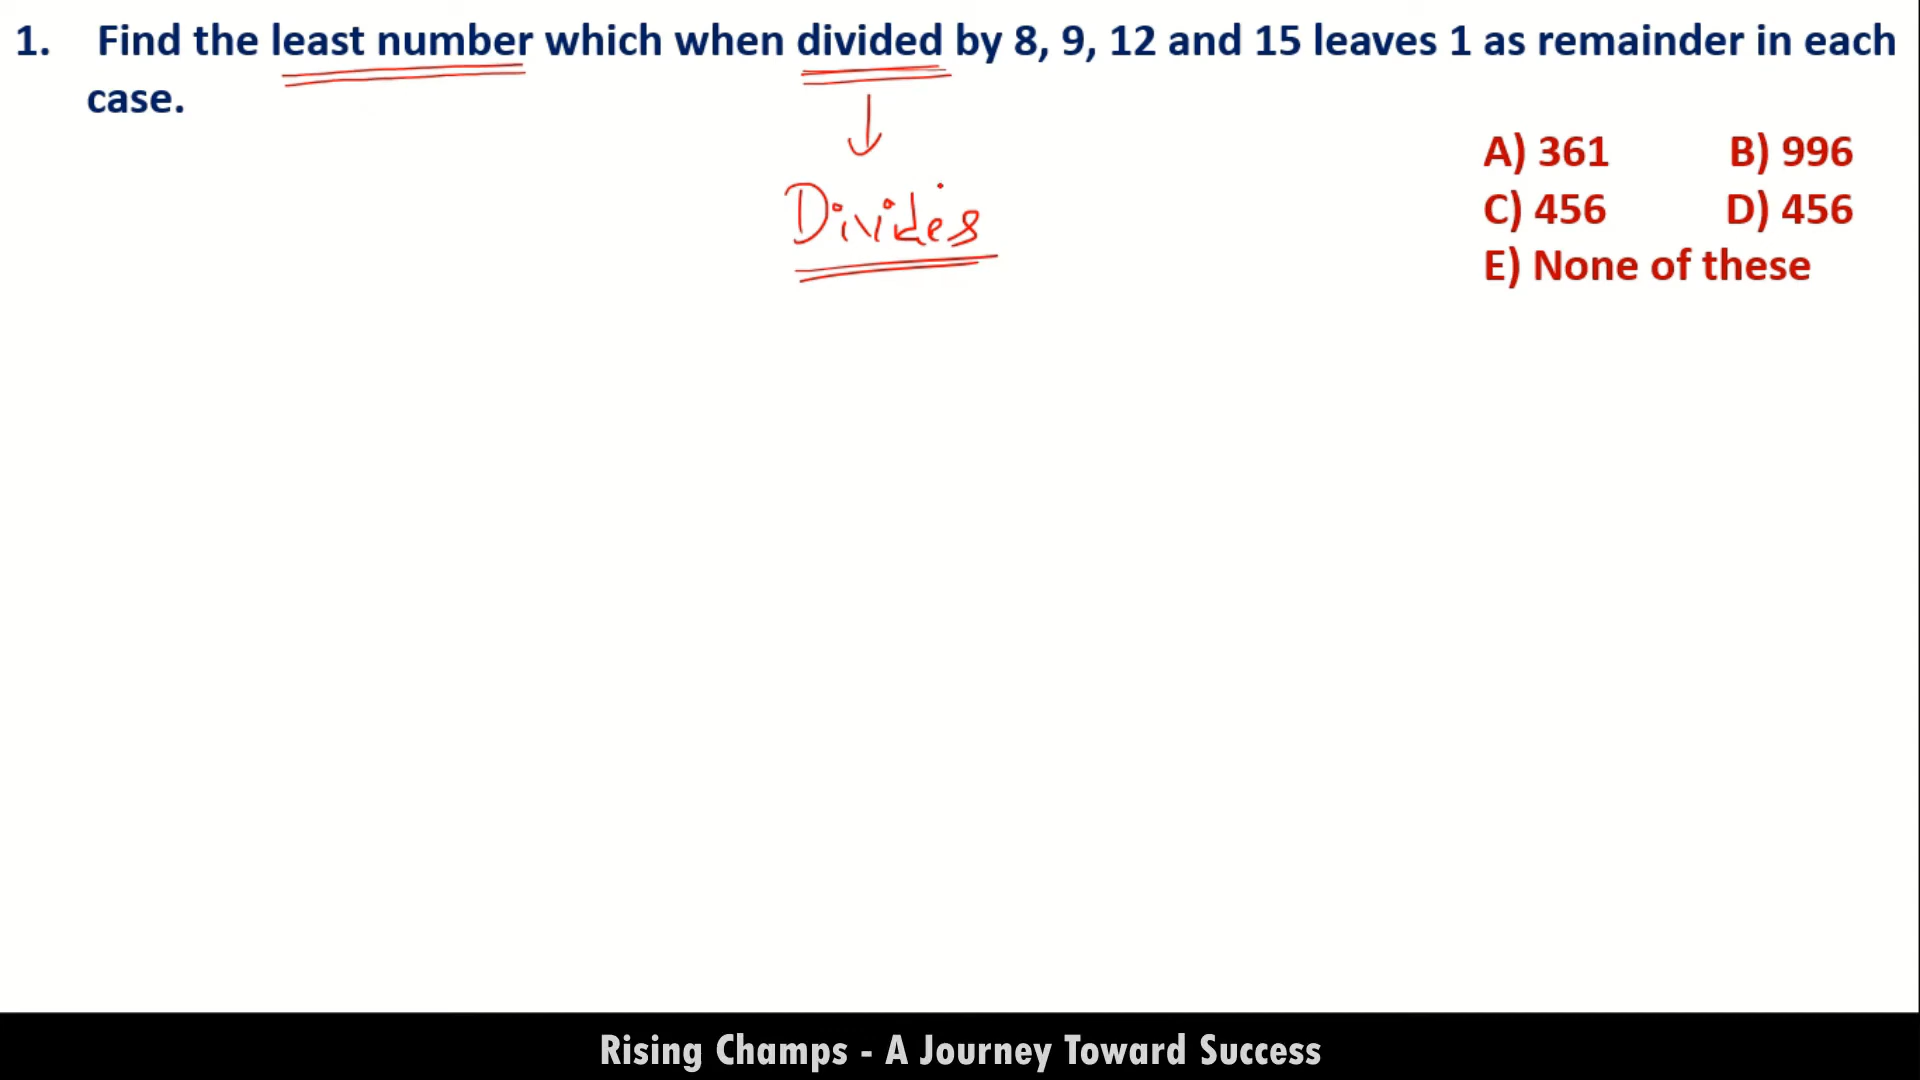 1. Find the least number which when divided by 8, 9, 12 and 15 leaves 1 as remainder in each
case.
Divides
A) 361 B) 996
C) 456 D) 456
E) None of these
Rising Champs - A Journey Toward Success